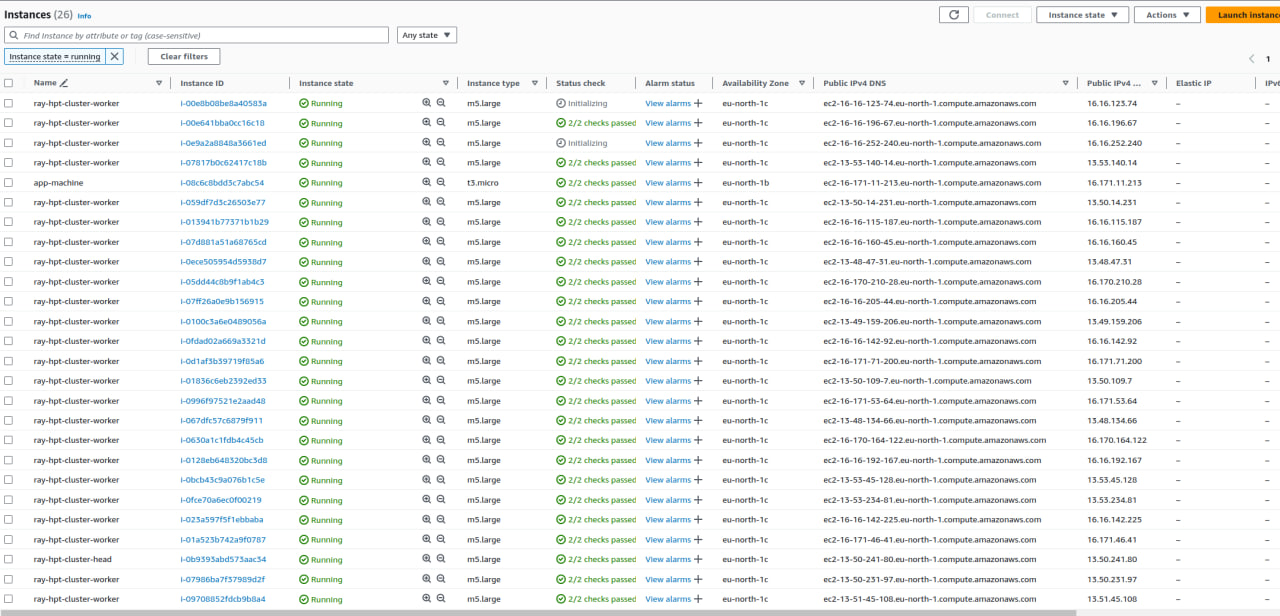 Instances (26) Info Connect Instance state Actions Launch instanc
Find Instance by attribute or tag (case-sensitive) Any state
Instance state = running Clear filters 1
Name Instance ID Instance state Instance type Status check Alarm status Availability Zone Public IPv4 DNS Public IPv4 ... Elastic IP IPv6
ray-hpt-cluster-worker i-00e8b08be8a40583a Running m5.large Initializing View alarms + eu-north-1c ec2-16-16-123-74.eu-north-1.compute.amazonaws.com 16.16.123.74 –
ray-hpt-cluster-worker i-00e641bba0cc16c18 Running m5.large 2/2 checks passed View alarms + eu-north-1c ec2-16-16-196-67.eu-north-1.compute.amazonaws.com 16.16.196.67 – –
ray-hpt-cluster-worker i-0e9a2a8848a3661ed Running m5.large Initializing View alarms + eu-north-1c ec2-16-16-252-240.eu-north-1.compute.amazonaws.com 16.16.252.240 – –
ray-hpt-cluster-worker i-07817b0c62417c18b Running m5.large 2/2 checks passed View alarms + eu-north-1c ec2-13-53-140-14.eu-north-1.compute.amazonaws.com 13.53.140.14 – –
app-machine i-08c6c8bdd3c7abc54 Running t3.micro 2/2 checks passed View alarms + eu-north-1b ec2-16-171-11-213.eu-north-1.compute.amazonaws.com 16.171.11.213 – –
ray-hpt-cluster-worker i-059df7d3c26503e77 Running m5.large 2/2 checks passed View alarms + eu-north-1c ec2-13-50-14-231.eu-north-1.compute.amazonaws.com 13.50.14.231 – –
ray-hpt-cluster-worker i-013941b77371b1b29 Running m5.large 2/2 checks passed View alarms + eu-north-1c ec2-16-16-115-187.eu-north-1.compute.amazonaws.com 16.16.115.187 – –
ray-hpt-cluster-worker i-07d881a51a68765cd Running m5.large 2/2 checks passed View alarms + eu-north-1c ec2-16-16-160-45.eu-north-1.compute.amazonaws.com 16.16.160.45 – –
ray-hpt-cluster-worker i-0ece505954d5938d7 Running m5.large 2/2 checks passed View alarms + eu-north-1c ec2-13-48-47-31.eu-north-1.compute.amazonaws.com 13.48.47.31 – –
ray-hpt-cluster-worker i-05dd44c8b9f1ab4c3 Running m5.large 2/2 checks passed View alarms + eu-north-1c ec2-16-170-210-28.eu-north-1.compute.amazonaws.com 16.170.210.28 – –
ray-hpt-cluster-worker i-07ff26a0e9b156915 Running m5.large 2/2 checks passed View alarms + eu-north-1c ec2-16-16-205-44.eu-north-1.compute.amazonaws.com 16.16.205.44 – –
ray-hpt-cluster-worker i-0100c3a6e0489056a Running m5.large 2/2 checks passed View alarms + eu-north-1c ec2-13-49-159-206.eu-north-1.compute.amazonaws.com 13.49.159.206 – –
ray-hpt-cluster-worker i-0fdad02a669a3321d Running m5.large 2/2 checks passed View alarms + eu-north-1c ec2-16-16-142-92.eu-north-1.compute.amazonaws.com 16.16.142.92 – –
ray-hpt-cluster-worker i-0d1af3b39719f85a6 Running m5.large 2/2 checks passed View alarms + eu-north-1c ec2-16-171-71-200.eu-north-1.compute.amazonaws.com 16.171.71.200 – –
ray-hpt-cluster-worker i-01836c6eb2392ed33 Running m5.large 2/2 checks passed View alarms + eu-north-1c ec2-13-50-109-7.eu-north-1.compute.amazonaws.com 13.50.109.7 – –
ray-hpt-cluster-worker i-0996f97521e2aad48 Running m5.large 2/2 checks passed View alarms + eu-north-1c ec2-16-171-53-64.eu-north-1.compute.amazonaws.com 16.171.53.64 – –
ray-hpt-cluster-worker i-067dfc57c6879f911 Running m5.large 2/2 checks passed View alarms + eu-north-1c ec2-13-48-134-66.eu-north-1.compute.amazonaws.com 13.48.134.66 – –
ray-hpt-cluster-worker i-0630a1c1fdb4c45cb Running m5.large 2/2 checks passed View alarms + eu-north-1c ec2-16-170-164-122.eu-north-1.compute.amazonaws.com 16.170.164.122 – –
ray-hpt-cluster-worker i-0128eb648320bc3d8 Running m5.large 2/2 checks passed View alarms + eu-north-1c ec2-16-16-192-167.eu-north-1.compute.amazonaws.com 16.16.192.167 – –
ray-hpt-cluster-worker i-0bcb43c9a076b1c5e Running m5.large 2/2 checks passed View alarms + eu-north-1c ec2-13-53-45-128.eu-north-1.compute.amazonaws.com 13.53.45.128 – –
ray-hpt-cluster-worker i-0fce70a6ec0f00219 Running m5.large 2/2 checks passed View alarms + eu-north-1c ec2-13-53-234-81.eu-north-1.compute.amazonaws.com 13.53.234.81 – –
ray-hpt-cluster-worker i-023a597f5f1ebbaba Running m5.large 2/2 checks passed View alarms + eu-north-1c ec2-16-16-142-225.eu-north-1.compute.amazonaws.com 16.16.142.225 – –
ray-hpt-cluster-worker i-01a523b742a9f0787 Running m5.large 2/2 checks passed View alarms + eu-north-1c ec2-16-171-46-41.eu-north-1.compute.amazonaws.com 16.171.46.41 – –
ray-hpt-cluster-head i-0b9393abd573aac34 Running m5.large 2/2 checks passed View alarms + eu-north-1c ec2-13-50-241-80.eu-north-1.compute.amazonaws.com 13.50.241.80 – –
ray-hpt-cluster-worker i-07986ba7f37989d2f Running m5.large 2/2 checks passed View alarms + eu-north-1c ec2-13-50-231-97.eu-north-1.compute.amazonaws.com 13.50.231.97 – –
ray-hpt-cluster-worker i-09708852fdcb9b8a4 Running m5.large 2/2 checks passed View alarms + eu-north-1c ec2-13-51-45-108.eu-north-1.compute.amazonaws.com 13.51.45.108 – –